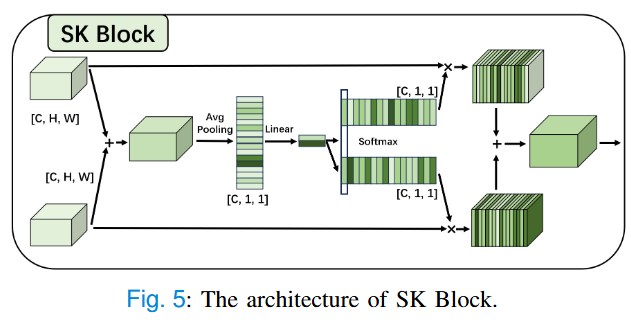 SK Block
[C, H, W]
[C, H, W]
+
Avg
Pooling
[C, 1, 1]
Linear
Softmax
[C, 1, 1]
[C, 1, 1]
×
×
+
Fig. 5: The architecture of SK Block.